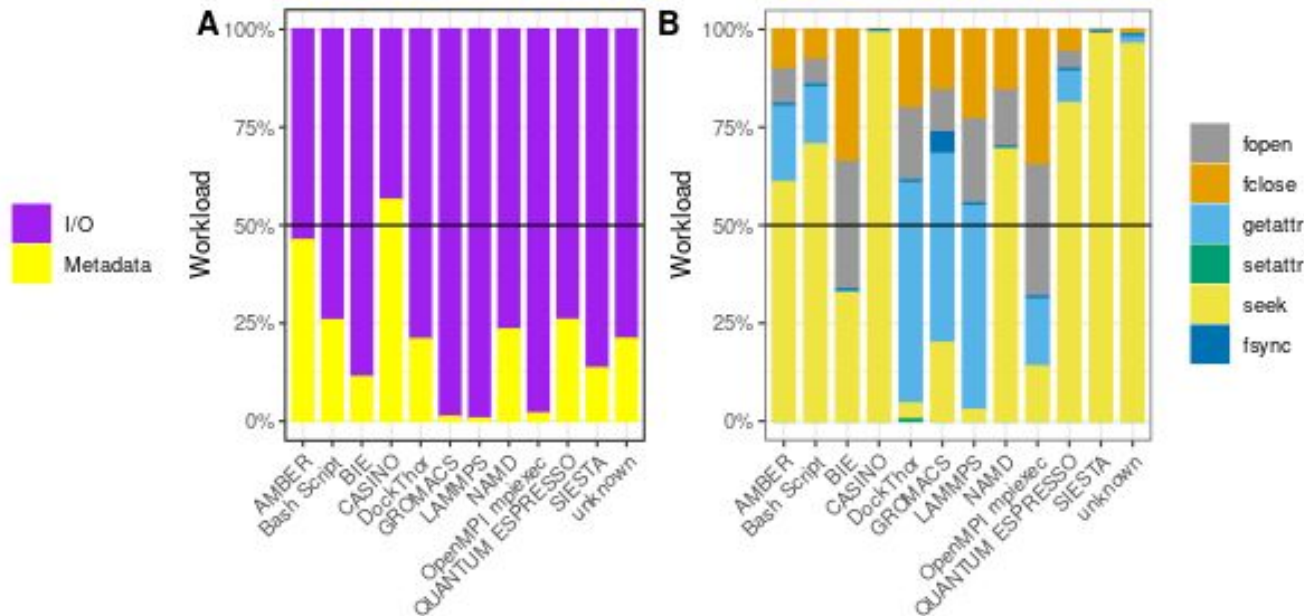 A
100%
75%
50%
25%
0%
Workload
I/O
Metadata
AMBER
Bash Script
BIE
CASINO
DockThor
GROMACS
LAMMPS
NAMD
OpenMPI mpiexec
QUANTUM ESPRESSO
SIESTA
unknown
B
100%
75%
50%
25%
0%
Workload
AMBER
Bash Script
BIE
CASINO
DockThor
GROMACS
LAMMPS
NAMD
OpenMPI mpiexec
QUANTUM ESPRESSO
SIESTA
unknown
fopen
fclose
getattr
setattr
seek
fsync